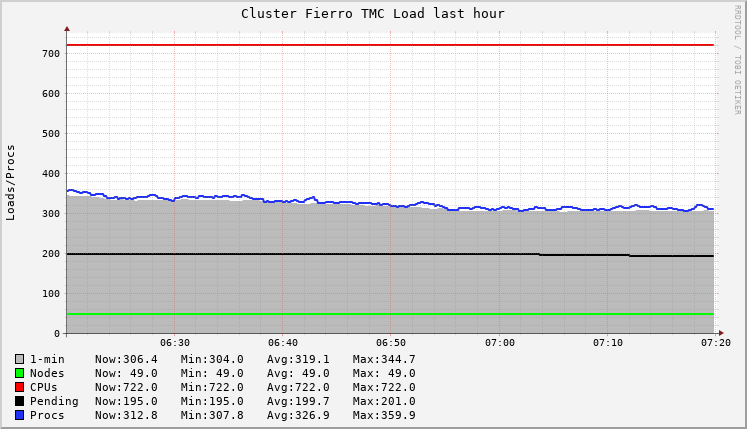 Cluster Fierro TMC Load last hour
RRDTOOL / TOBI OETIKER
Loads/Procs
700
600
500
400
300
200
100
0
06:30 06:40 06:50 07:00 07:10 07:20
1-min Now:306.4 Min:304.0 Avg:319.1 Max:344.7
Nodes Now: 49.0 Min: 49.0 Avg: 49.0 Max: 49.0
CPUs Now:722.0 Min:722.0 Avg:722.0 Max:722.0
Pending Now:195.0 Min:195.0 Avg:199.7 Max:201.0
Procs Now:312.8 Min:307.8 Avg:326.9 Max:359.9